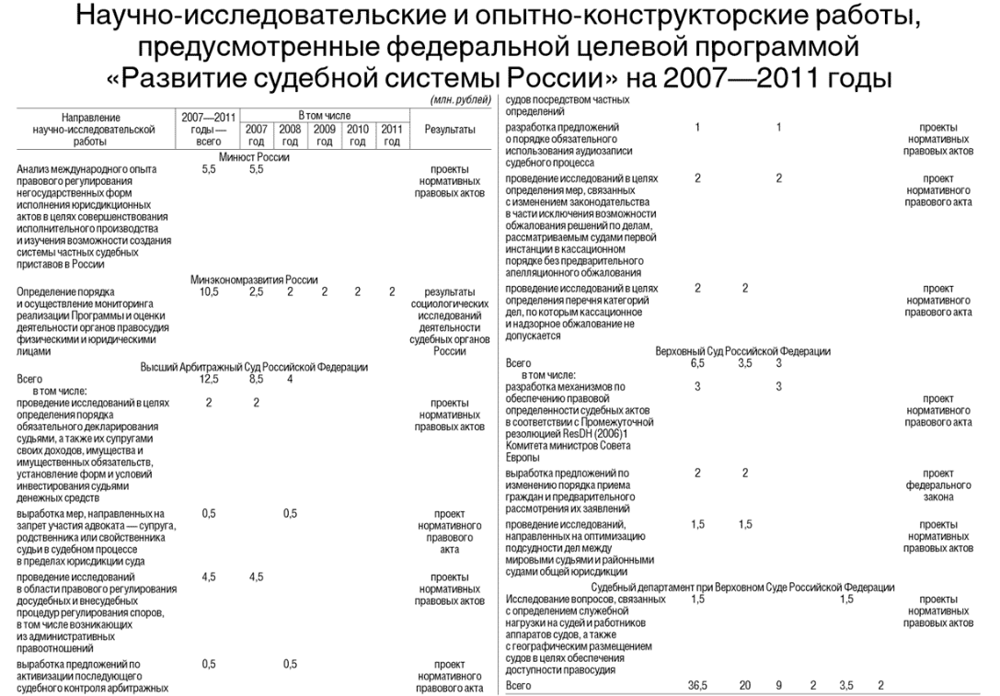 Научно-исследовательские и опытно-конструкторские работы,
предусмотренные федеральной целевой программой
«Развитие судебной системы России» на 2007—2011 годы
(млн. рублей)
Направление научно-исследовательской работы 2007—2011 годы — всего В том числе Результаты
2007 год 2008 год 2009 год 2010 год 2011 год
Минюст России
Анализ международного опыта 5,5 5,5 проекты
правового регулирования нормативных
негосударственных форм правовых актов
исполнения юрисдикционных
актов в целях совершенствования
исполнительного производства
и изучения возможности создания
системы частных судебных
приставов в России
Минэкономразвития России
Определение порядка 10,5 2,5 2 2 2 2 результаты
и осуществление мониторинга социологических
реализации Программы и оценки исследований
деятельности органов правосудия деятельности
физическими и юридическими судебных органов
лицами России
Высший Арбитражный Суд Российской Федерации
Всего 12,5 8,5 4
в том числе:
проведение исследований в целях 2 2 проекты
определения порядка нормативных
обязательного декларирования правовых актов
судьями, а также их супругами
своих доходов, имущества и
имущественных обязательств,
установление форм и условий
инвестирования судьями
денежных средств
выработка мер, направленных на 0,5 0,5 проект
запрет участия адвоката — супруга, нормативного
родственника или свойственника правового
судьи в судебном процессе акта
в пределах юрисдикции суда
проведение исследований 4,5 4,5 проекты
в области правового регулирования нормативных
досудебных и внесудебных правовых актов
процедур регулирования споров,
в том числе возникающих
из административных
правоотношений
выработка предложений по 0,5 0,5 проект
активизации последующего нормативного
судебного контроля арбитражных правового акта
судов посредством частных
определений
разработка предложений 1 1 проекты
о порядке обязательного нормативных
использования аудиозаписи правовых актов
судебного процесса
проведение исследований в целях 2 2 проект
определения мер, связанных нормативного
с изменением законодательства правового акта
в части исключения возможности
обжалования решений по делам,
рассматриваемым судами первой
инстанции в кассационном
порядке без предварительного
апелляционного обжалования
проведение исследований в целях 2 2 проект
определения перечня категорий нормативного
дел, по которым кассационное правового акта
и надзорное обжалование не
допускается
Верховный Суд Российской Федерации
Всего 6,5 3,5 3
в том числе:
разработка механизмов по 3 3
обеспечению правовой проект
определенности судебных актов нормативного
в соответствии с Промежуточной правового акта
резолюцией ResDH (2006)1
Комитета министров Совета
Европы
выработка предложений по 2 2 проект
изменению порядка приема федерального
граждан и предварительного закона
рассмотрения их заявлений
проведение исследований, 1,5 1,5 проекты
направленных на оптимизацию нормативных
подсудности дел между правовых актов
мировыми судьями и районными
судами общей юрисдикции
Судебный департамент при Верховном Суде Российской Федерации
Исследование вопросов, связанных 1,5 1,5 проекты
с определением служебной нормативных
нагрузки на судей и работников правовых актов
аппаратов судов, а также
с географическим размещением
судов в целях обеспечения
доступности правосудия
Всего 36,5 20 9 2 3,5 2